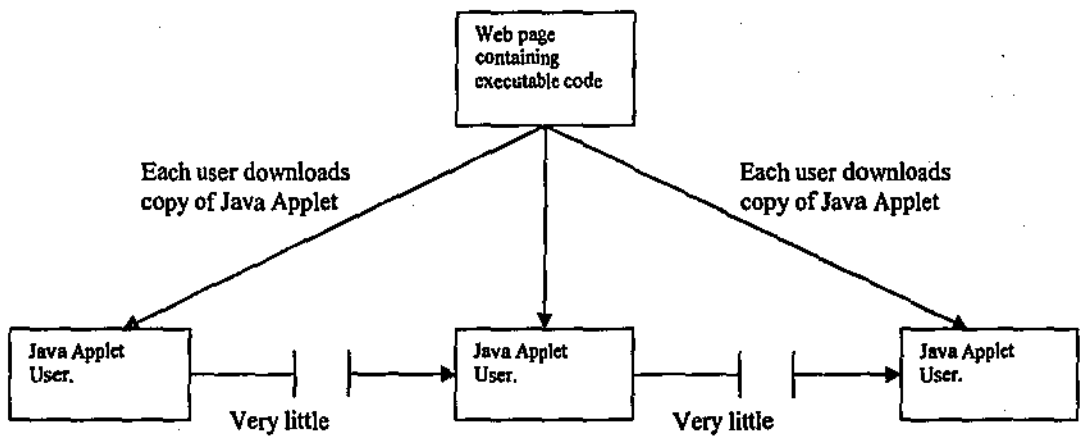 Web page
containing
executable code
Each user downloads
copy of Java Applet
Each user downloads
copy of Java Applet
Java Applet
User.
Java Applet
User.
Java Applet
User.
Very little
Very little